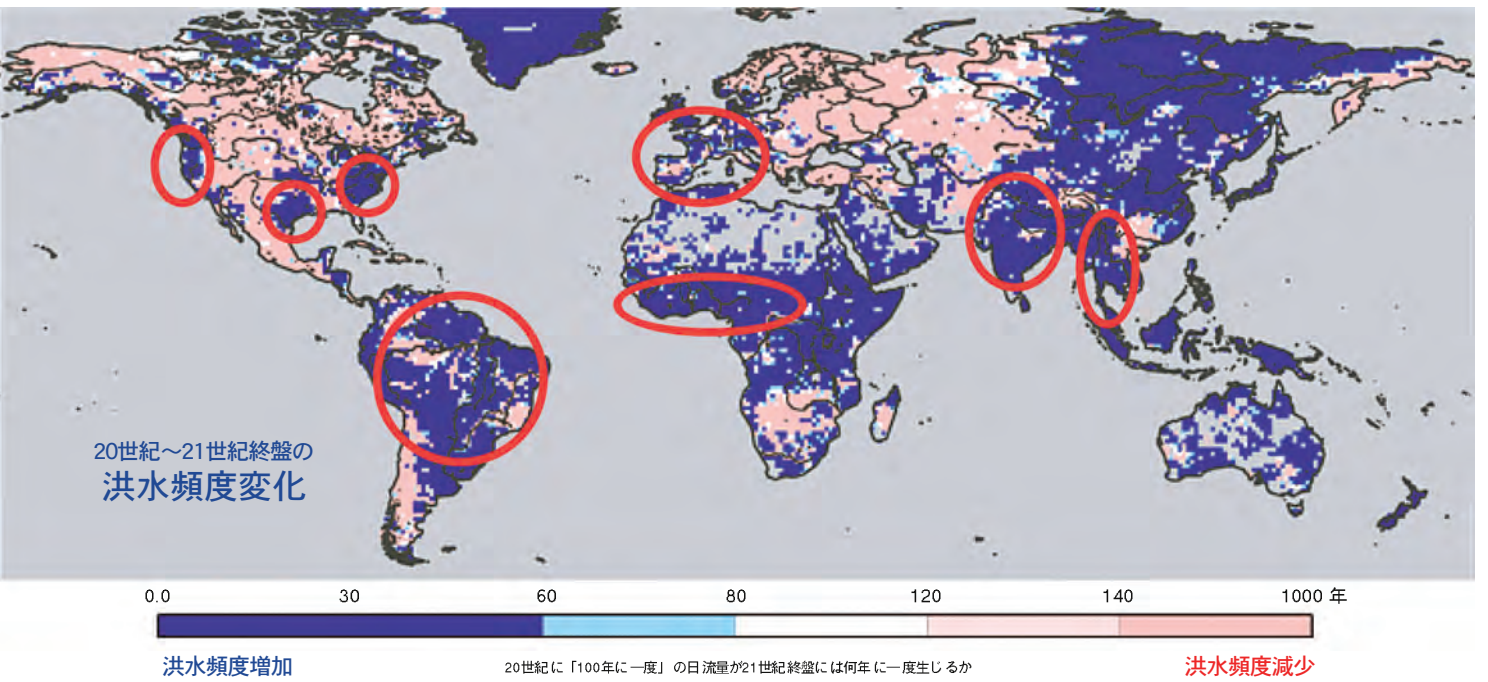 20世紀～21世紀終盤の
洪水頻度変化
0.0 30 60 80 120 140 1000 年
洪水頻度増加 20世紀に「100年に一度」の日流量が21世紀終盤には何年に一度生じるか 洪水頻度減少